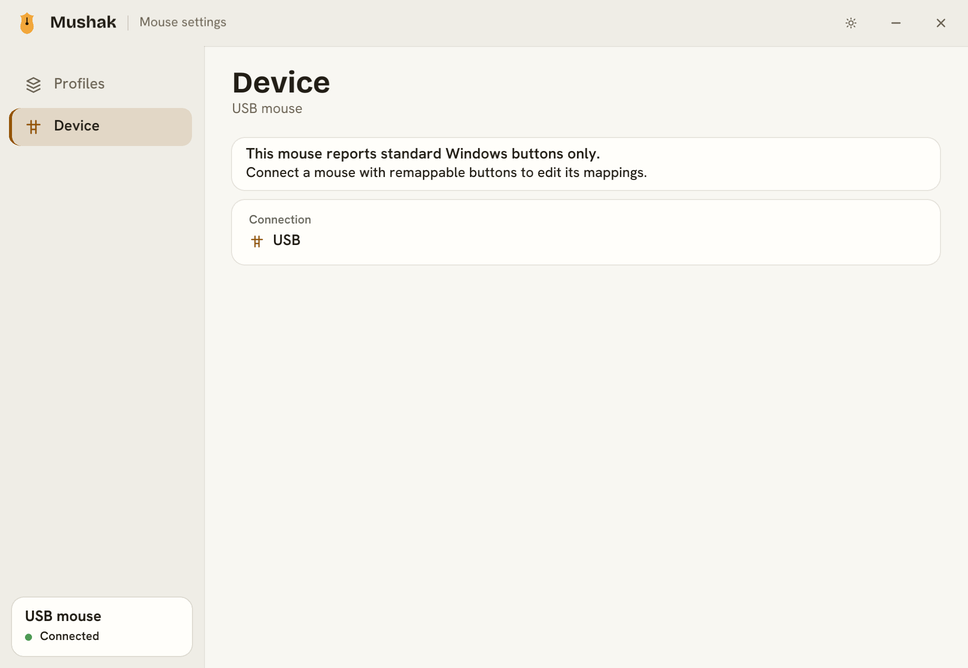 Mushak
Mouse settings
Profiles
Device
Device
USB mouse
This mouse reports standard Windows buttons only.
Connect a mouse with remappable buttons to edit its mappings.
Connection
USB
USB mouse
Connected